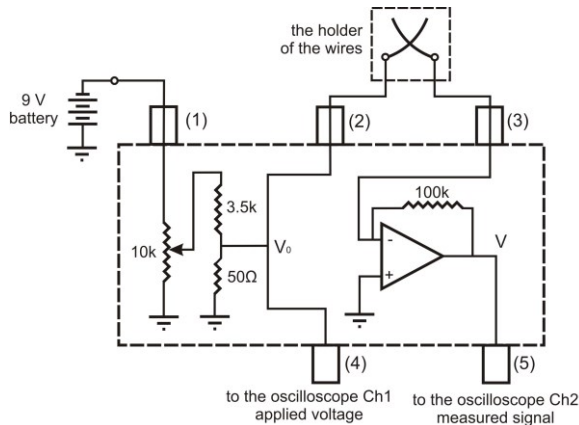 the holder
of the wires
9 V
battery
(1)
(2)
(3)
10k
3.5k
50Ω
V₀
100k
-
+
V
(4)
(5)
to the oscilloscope Ch1
applied voltage
to the oscilloscope Ch2
measured signal